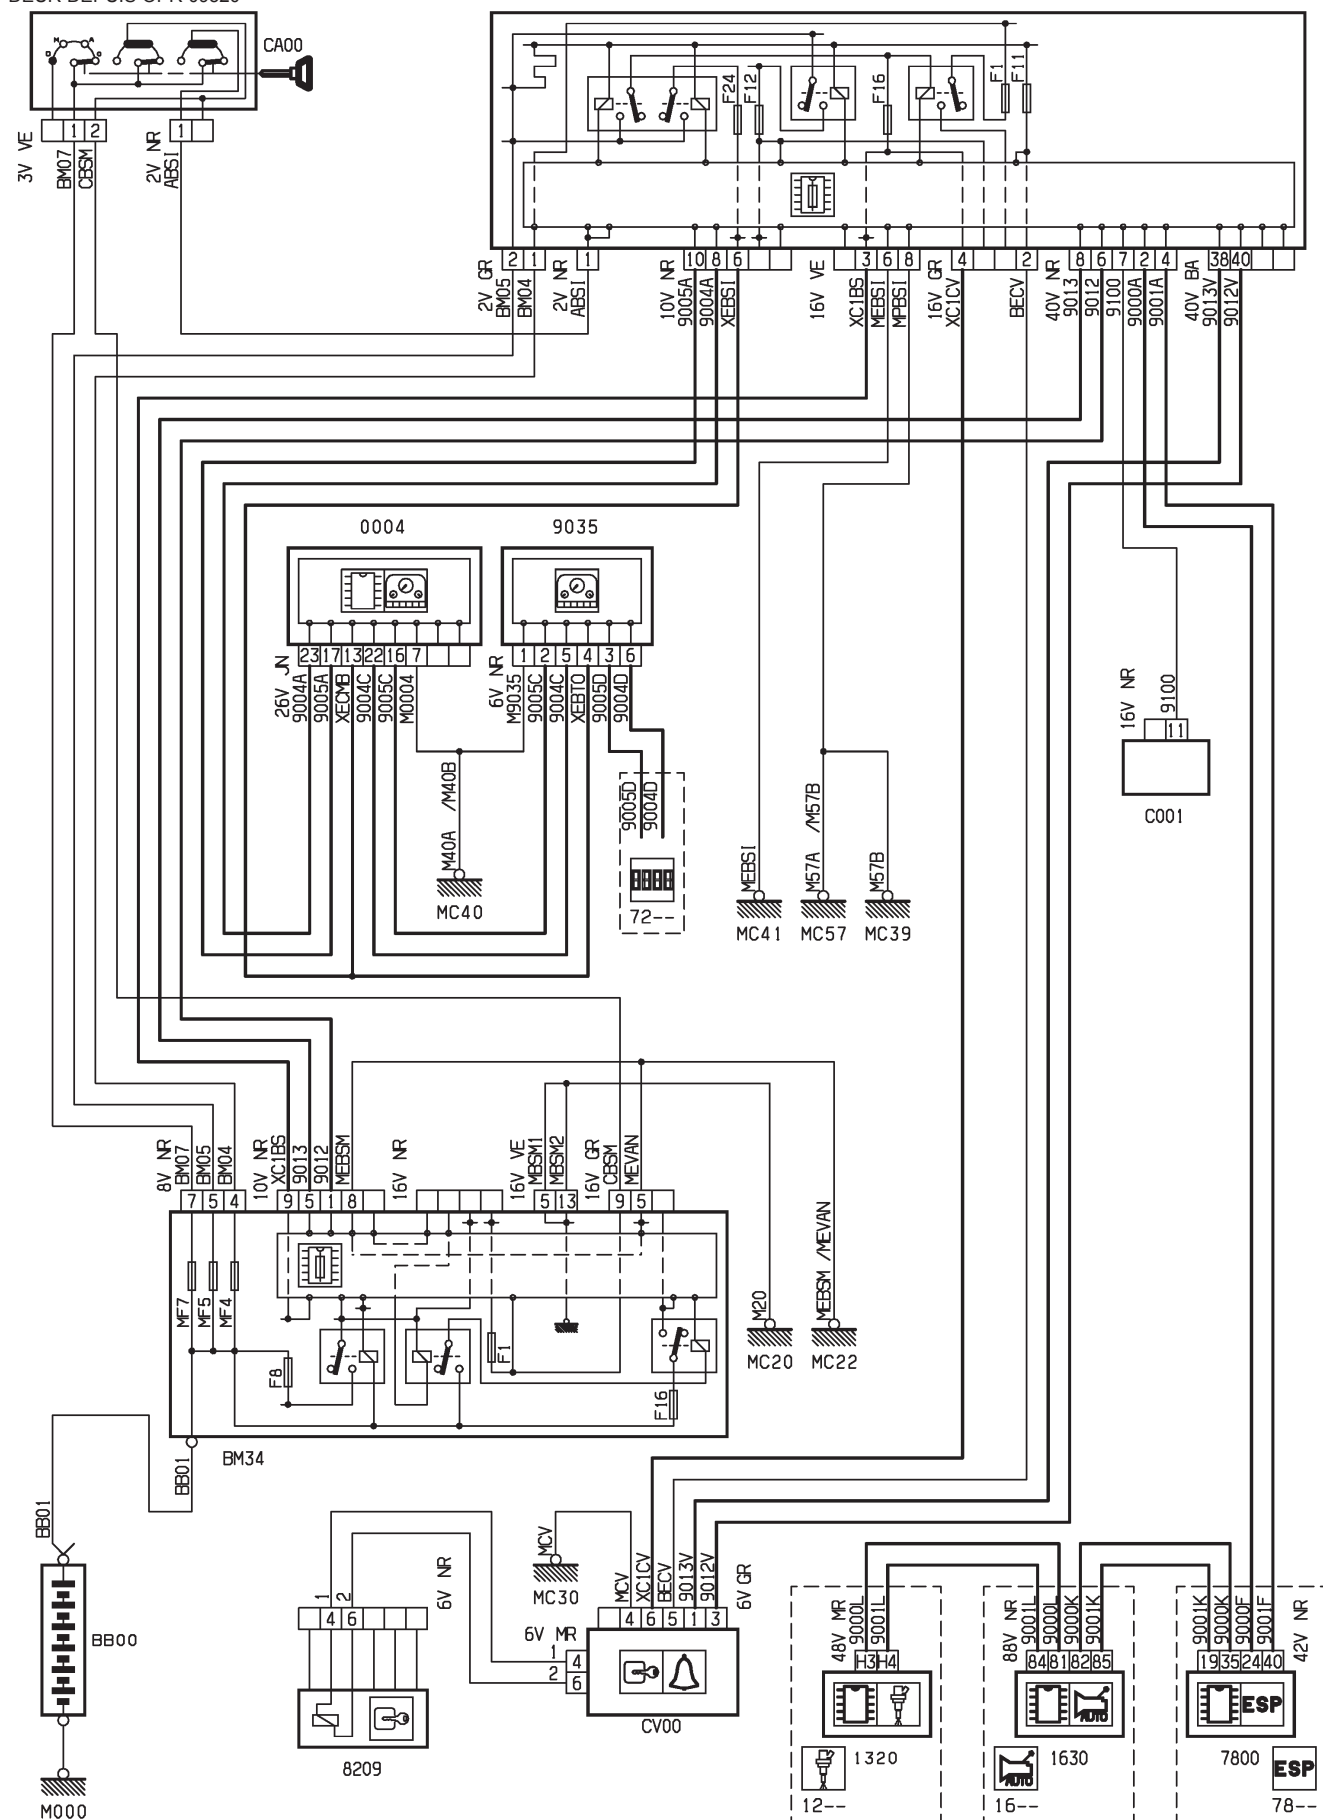 CA00
3V VE
1 2
BM07
CBSM
2V NR
1
ABSI
F24
F12
F16
F1
F11
2 1
2V GR
BM05
BM04
1
2V NR
ABSI
10 8 6
10V NR
9005A
9004A
XEBSI
3 6 8
16V VE
XC1BS
MEBSI
MPBSI
4 2
16V GR
XC1CV
BECV
8 6 7 2 4
40V NR
9013
9012
9100
9000A
9001A
38 40
40V BA
9013V
9012V
0004
23 17 13 22 16 7
26V JN
9004A
9005A
XECMB
9004C
9005C
M0004
9035
1 2 5 4 3 6
6V NR
M9035
9005C
9004C
XEBTO
9005D
9004D
M40A /M40B
MC40
9005D
9004D
72--
MEBSI
MC41
M57A /M57B
MC57
M57B
MC39
16V NR
9100
11
C001
8V NR
BM07
BM05
BM04
7 5 4
10V NR
XC1BS
9013
9012
MEBSM
9 5 1 8
16V NR
16V VE
MBSM1
MBSM2
5 13
16V GR
CBSM
MEVAN
9 5
MF7
MF5
MF4
F8
F1
F16
BM34
M20
MC20
MEBSM /MEVAN
MC22
BB01
BB01
BB00
M000
1
2
6V NR
4 6
8209
MCV
MC30
MCV
XC1CV
BECV
9013V
9012V
6V GR
4 6 5 1 3
6V MR
1 4
2 6
CV00
48V MR
9000L
9001L
H3 H4
1320
12--
88V NR
9001L
9000L
9000K
9001K
84 81 82 85
AUTO
1630
AUTO
16--
9001K
9000K
9000F
9001F
42V NR
19 35 24 40
ESP
7800
ESP
78--